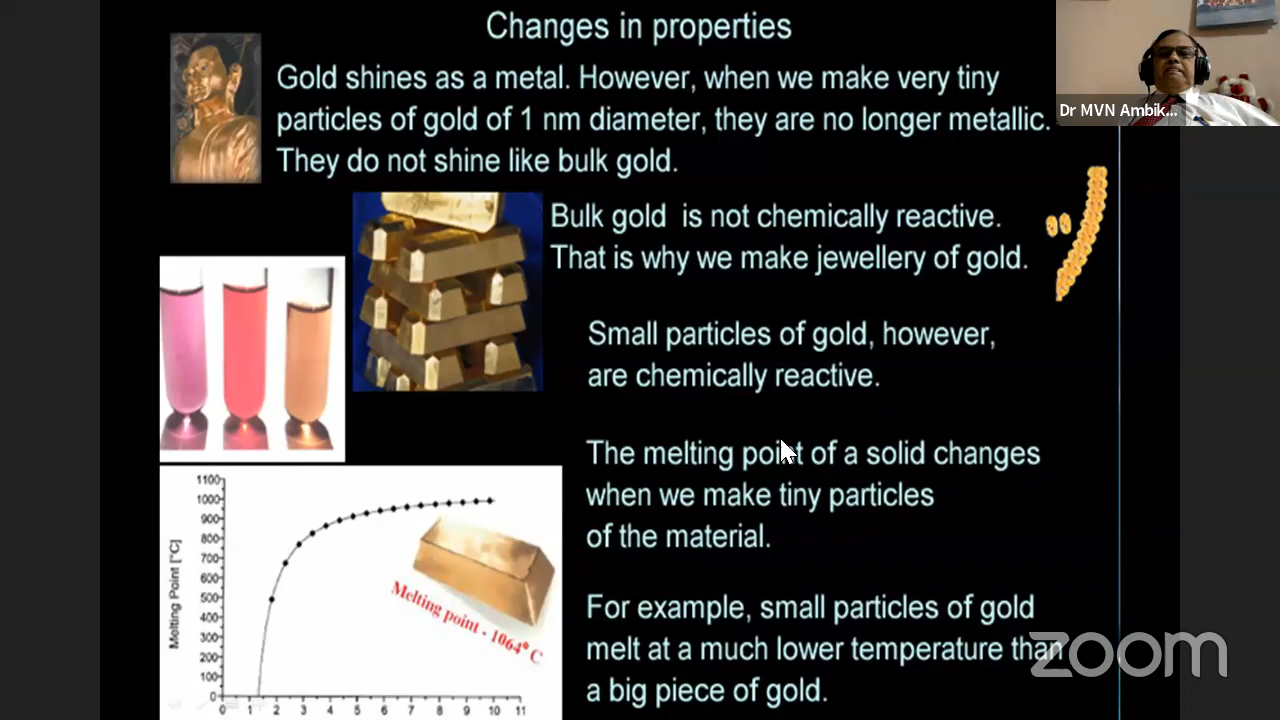 Changes in properties
Gold shines as a metal. However, when we make very tiny
particles of gold of 1 nm diameter, they are no longer metallic.
They do not shine like bulk gold.
Dr MVN Ambik...
Bulk gold is not chemically reactive.
That is why we make jewellery of gold.
Small particles of gold, however,
are chemically reactive.
The melting point of a solid changes
when we make tiny particles
of the material.
For example, small particles of gold
melt at a much lower temperature than
a big piece of gold.
Melting Point [°C]
1100
1000
900
800
700
600
500
400
300
200
100
0
0 1 2 3 4 5 6 7 8 9 10 11
Melting point - 1064° C
zoom